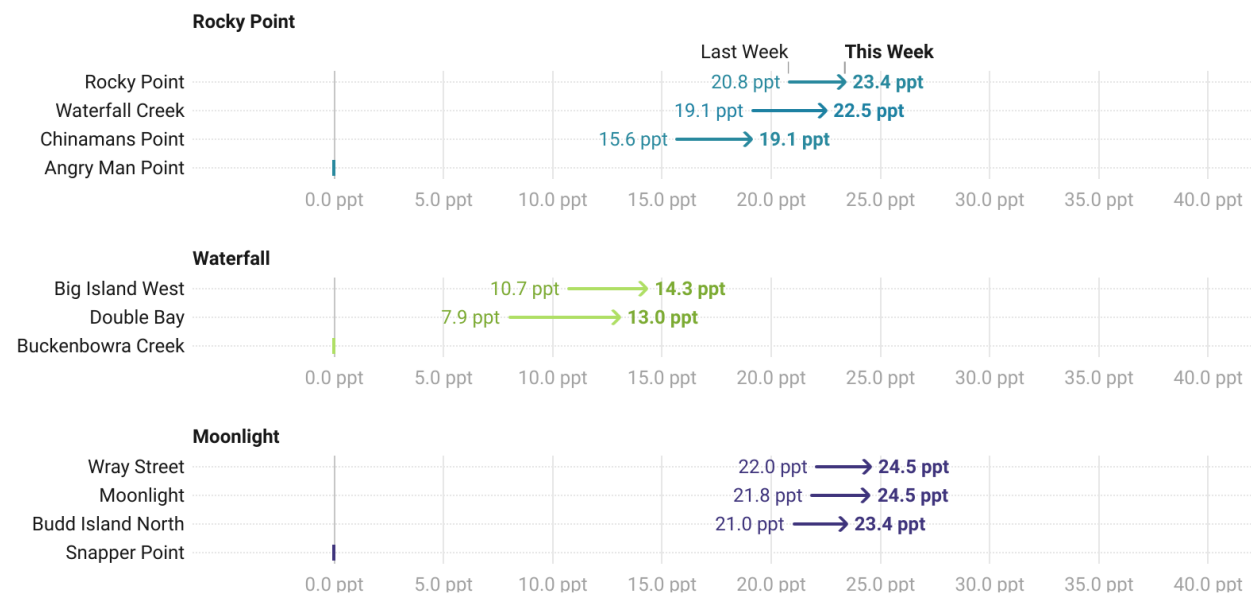 Rocky Point
Last Week This Week
Rocky Point 20.8 ppt 23.4 ppt
Waterfall Creek 19.1 ppt 22.5 ppt
Chinamans Point 15.6 ppt 19.1 ppt
Angry Man Point
0.0 ppt 5.0 ppt 10.0 ppt 15.0 ppt 20.0 ppt 25.0 ppt 30.0 ppt 35.0 ppt 40.0 ppt
Waterfall
Big Island West 10.7 ppt 14.3 ppt
Double Bay 7.9 ppt 13.0 ppt
Buckenbowra Creek
0.0 ppt 5.0 ppt 10.0 ppt 15.0 ppt 20.0 ppt 25.0 ppt 30.0 ppt 35.0 ppt 40.0 ppt
Moonlight
Wray Street 22.0 ppt 24.5 ppt
Moonlight 21.8 ppt 24.5 ppt
Budd Island North 21.0 ppt 23.4 ppt
Snapper Point
0.0 ppt 5.0 ppt 10.0 ppt 15.0 ppt 20.0 ppt 25.0 ppt 30.0 ppt 35.0 ppt 40.0 ppt